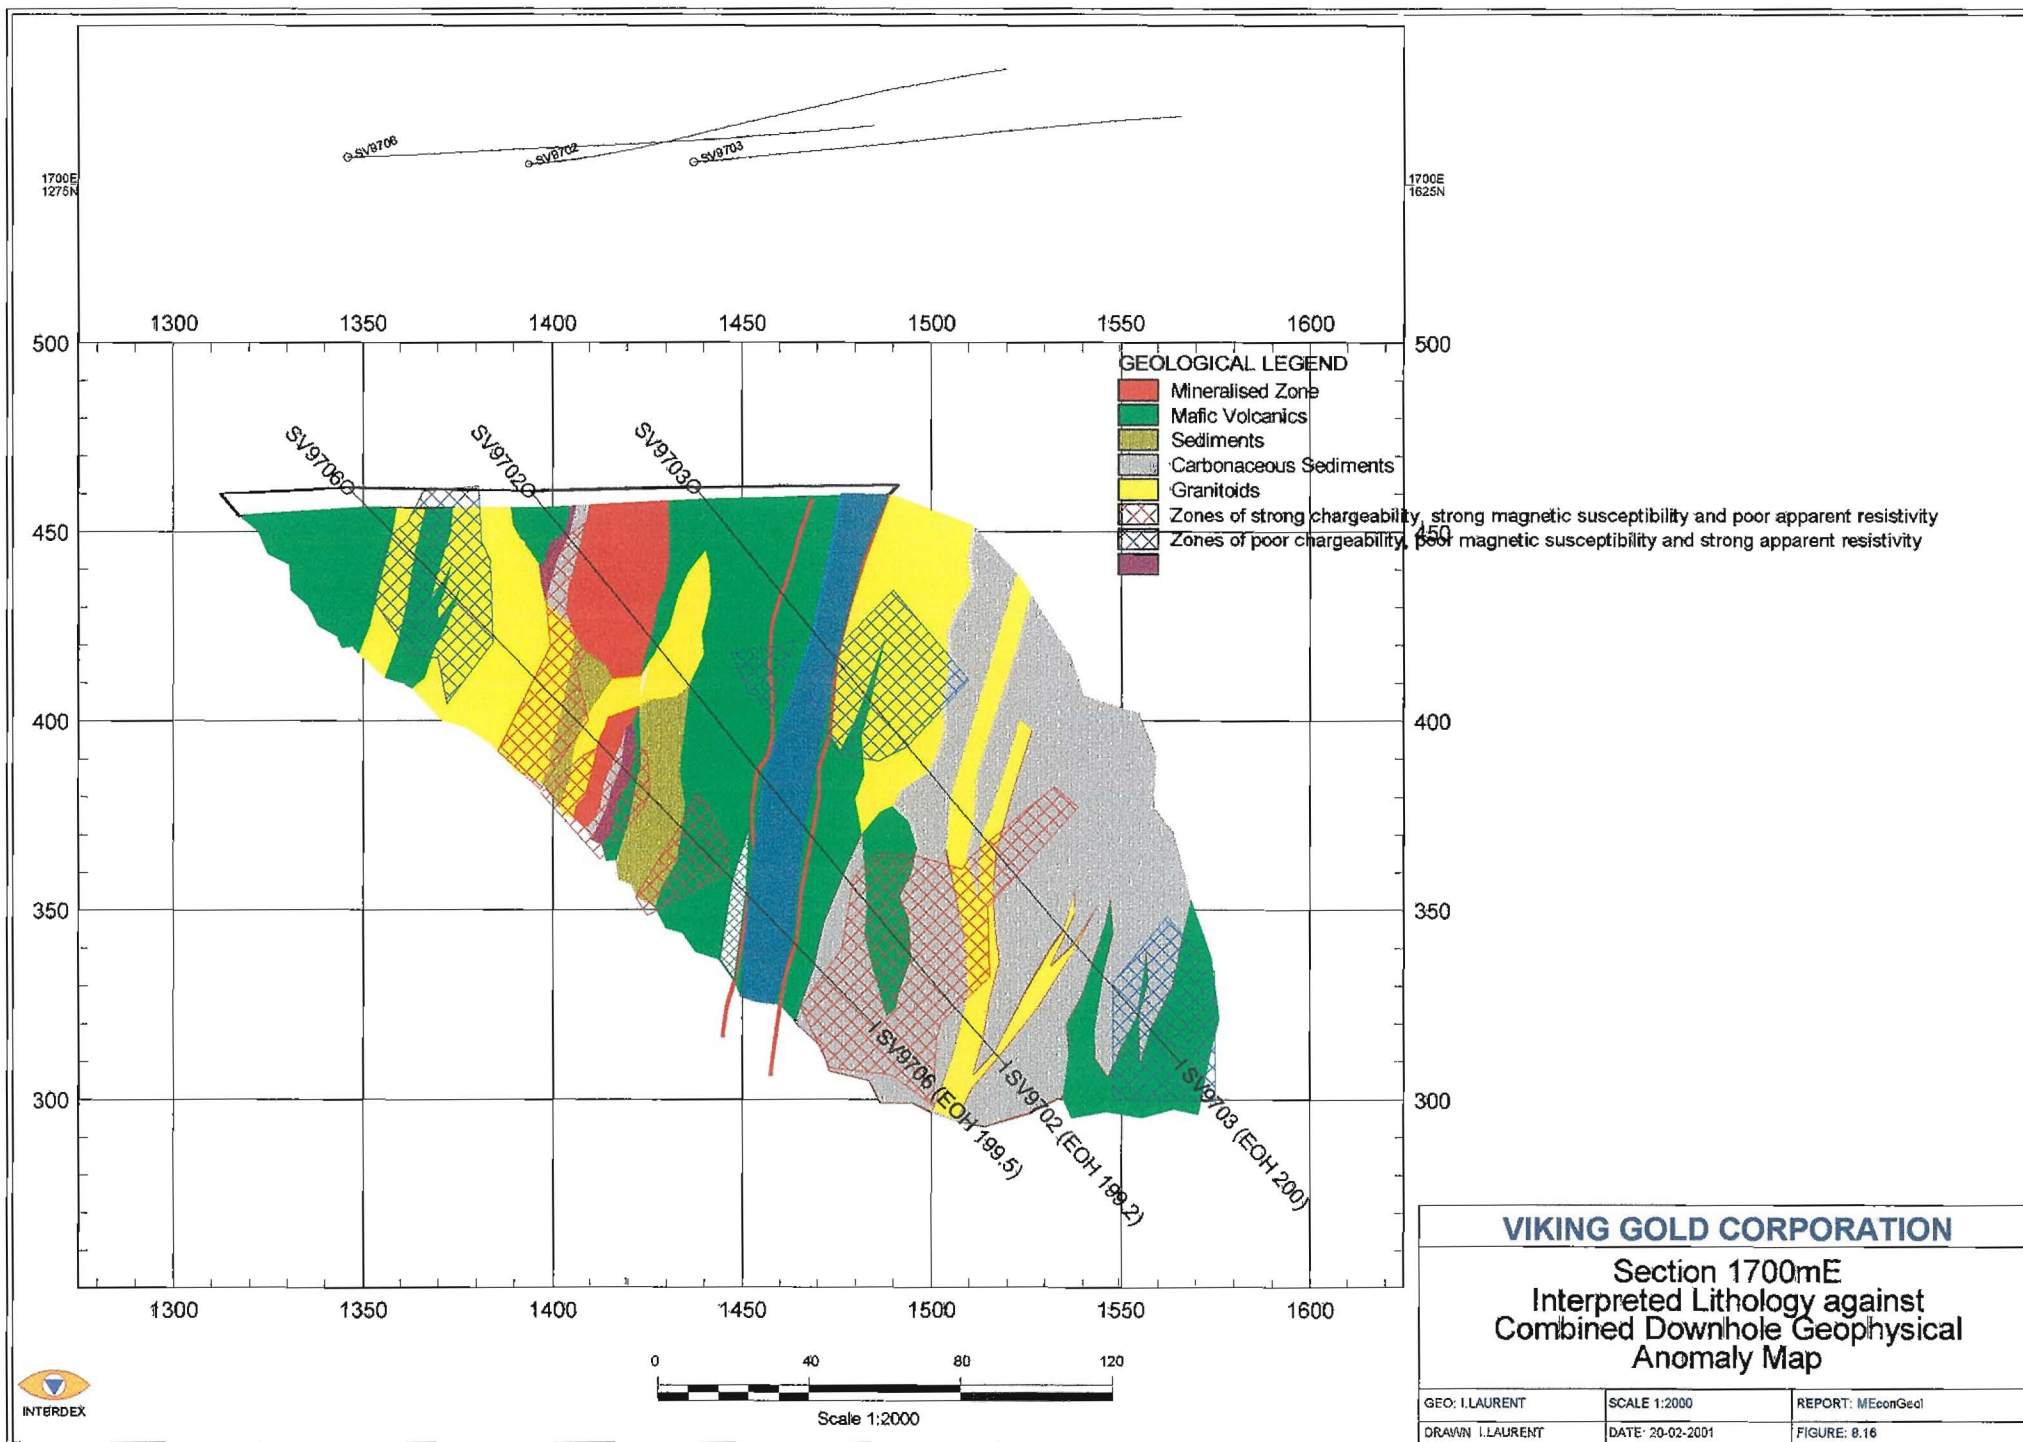 SV9706
SV9702
SV9703
1700E
1275N
1700E
1625N
1300 1350 1400 1450 1500 1550 1600
500
450
400
350
300
500
450
400
350
300
SV9706
SV9702
SV9703
GEOLOGICAL LEGEND
Mineralised Zone
Mafic Volcanics
Sediments
Carbonaceous Sediments
Granitoids
Zones of strong chargeability, strong magnetic susceptibility and poor apparent resistivity
Zones of poor chargeability, poor magnetic susceptibility and strong apparent resistivity
SV9706 (EOH 199.5)
SV9702 (EOH 199.2)
SV9703 (EOH 200)
1300 1350 1400 1450 1500 1550 1600
0 40 80 120
Scale 1:2000
INTERDEX
VIKING GOLD CORPORATION
Section 1700mE
Interpreted Lithology against
Combined Downhole Geophysical
Anomaly Map
GEO: I.LAURENT SCALE 1:2000 REPORT: MEconGeol
DRAWN I.LAURENT DATE: 20-02-2001 FIGURE: 8.16